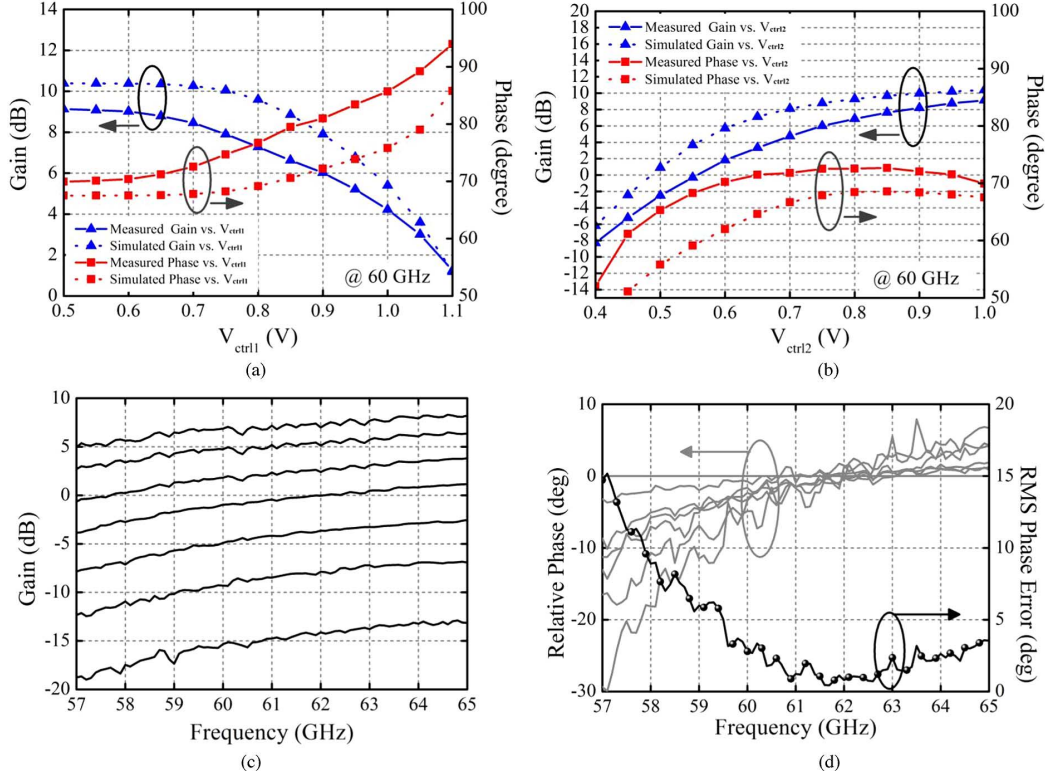 14
12
10
8
6
4
2
0
Gain (dB)
100
90
80
70
60
50
Phase (degree)
Measured Gain vs. Vctrl1
Simulated Gain vs. Vctrl1
Measured Phase vs. Vctrl1
Simulated Phase vs. Vctrl1
@ 60 GHz
0.5 0.6 0.7 0.8 0.9 1.0 1.1
Vctrl1 (V)
(a)
20
18
16
14
12
10
8
6
4
2
0
-2
-4
-6
-8
-10
-12
-14
Gain (dB)
100
90
80
70
60
50
Phase (degree)
Measured Gain vs. Vctrl2
Simulated Gain vs. Vctrl2
Measured Phase vs. Vctrl2
Simulated Phase vs. Vctrl2
@ 60 GHz
0.4 0.5 0.6 0.7 0.8 0.9 1.0
Vctrl2 (V)
(b)
10
5
0
-5
-10
-15
-20
Gain (dB)
57 58 59 60 61 62 63 64 65
Frequency (GHz)
(c)
10
0
-10
-20
-30
Relative Phase (deg)
20
15
10
5
0
RMS Phase Error (deg)
57 58 59 60 61 62 63 64 65
Frequency (GHz)
(d)